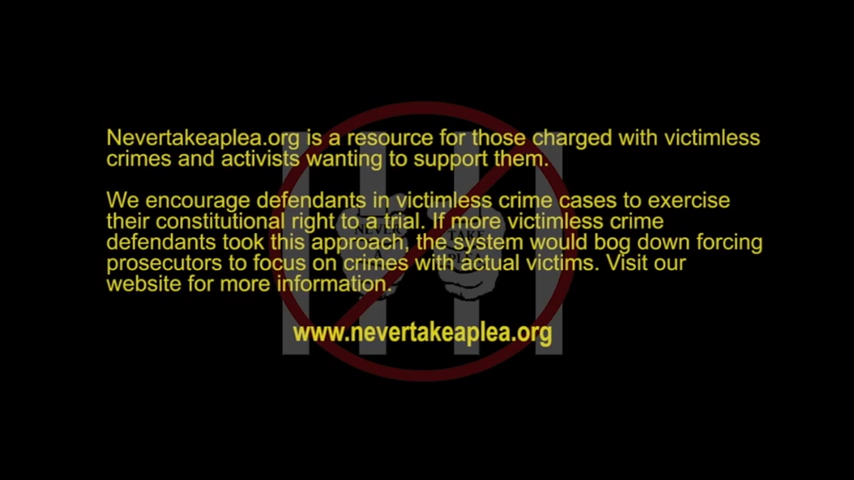 Nevertakeaplea.org is a resource for those charged with victimless
crimes and activists wanting to support them.
We encourage defendants in victimless crime cases to exercise
their constitutional right to a trial. If more victimless crime
defendants took this approach, the system would bog down forcing
prosecutors to focus on crimes with actual victims. Visit our
website for more information.
www.nevertakeaplea.org
NEVER
A
TAKE
PLEA